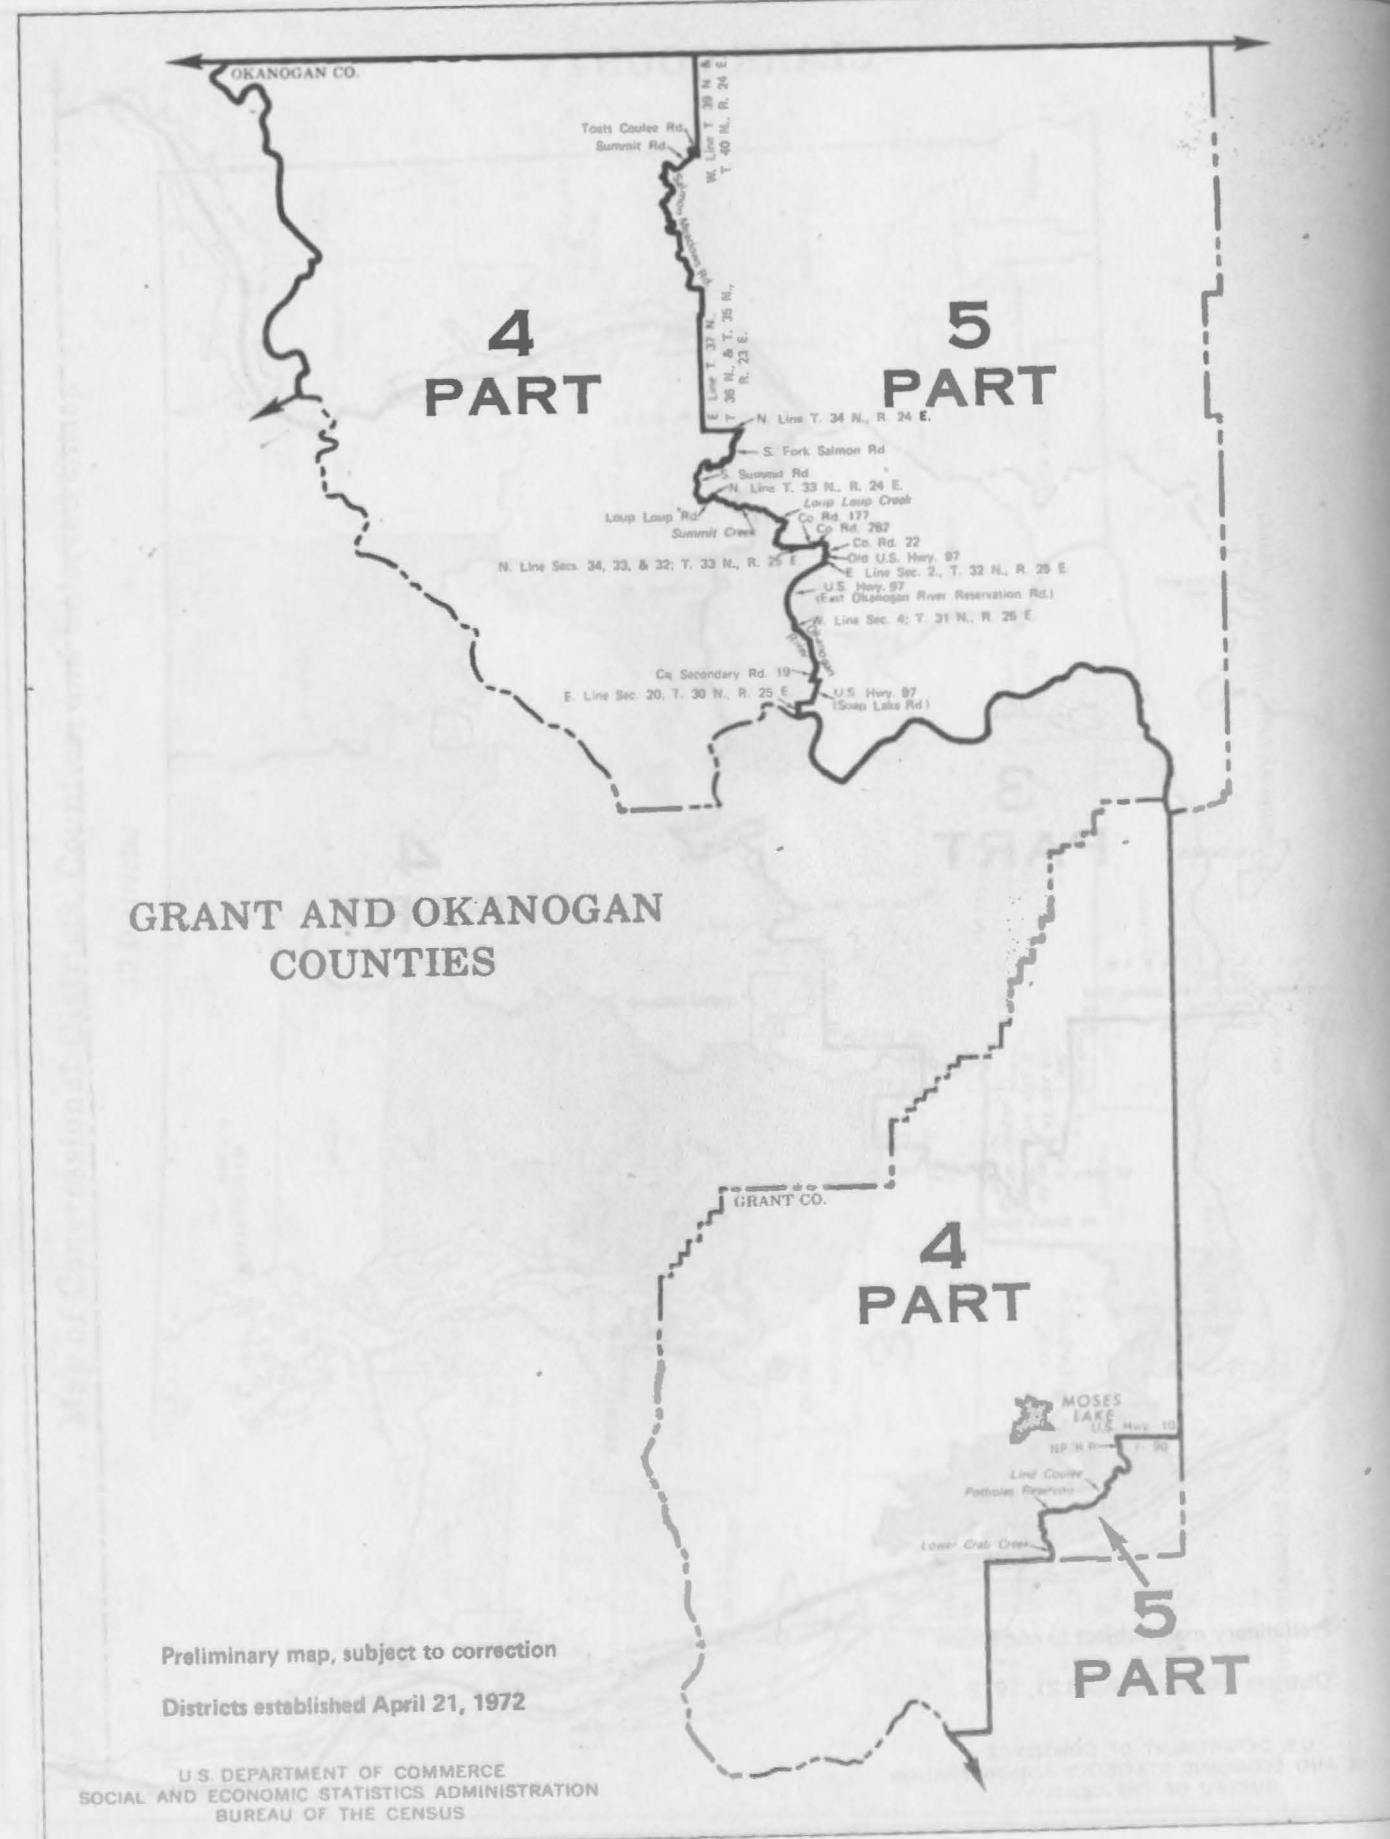 OKANOGAN CO.
W. Line T 39 N &
T 40 N., R. 24 E.
Toats Coulee Rd.
Summit Rd.
Salmon Meadows Rd.
4
PART
5
PART
E Line T. 37 N.,
T 36 N., & T. 35 N.,
R. 23 E.
N Line T. 34 N., R. 24 E.
S. Fork Salmon Rd
S. Summit Rd
N. Line T. 33 N., R. 24 E.
Loup Loup Creek
Loup Loup Rd
Co Rd. 177
Summit Creek
Co Rd. 282
Co. Rd. 22
Old U.S. Hwy. 97
N. Line Secs. 34, 33, & 32; T. 33 N., R. 25 E.
E Line Sec. 2., T. 32 N., R. 25 E
U.S. Hwy. 97
(East Okanogan River Reservation Rd.)
N. Line Sec. 4; T. 31 N., R 25 E
Okanogan
River
Co. Secondary Rd. 19
E. Line Sec. 20, T. 30 N., R. 25 E.
U.S. Hwy. 97
(Soap Lake Rd)
GRANT AND OKANOGAN
COUNTIES
GRANT CO.
4
PART
MOSES
LAKE
U.S. Hwy. 10
NP R R
I- 90
Lind Coulee
Potholes Reservoir
Lower Crab Creek
5
PART
Preliminary map, subject to correction
Districts established April 21, 1972
U.S. DEPARTMENT OF COMMERCE
SOCIAL AND ECONOMIC STATISTICS ADMINISTRATION
BUREAU OF THE CENSUS